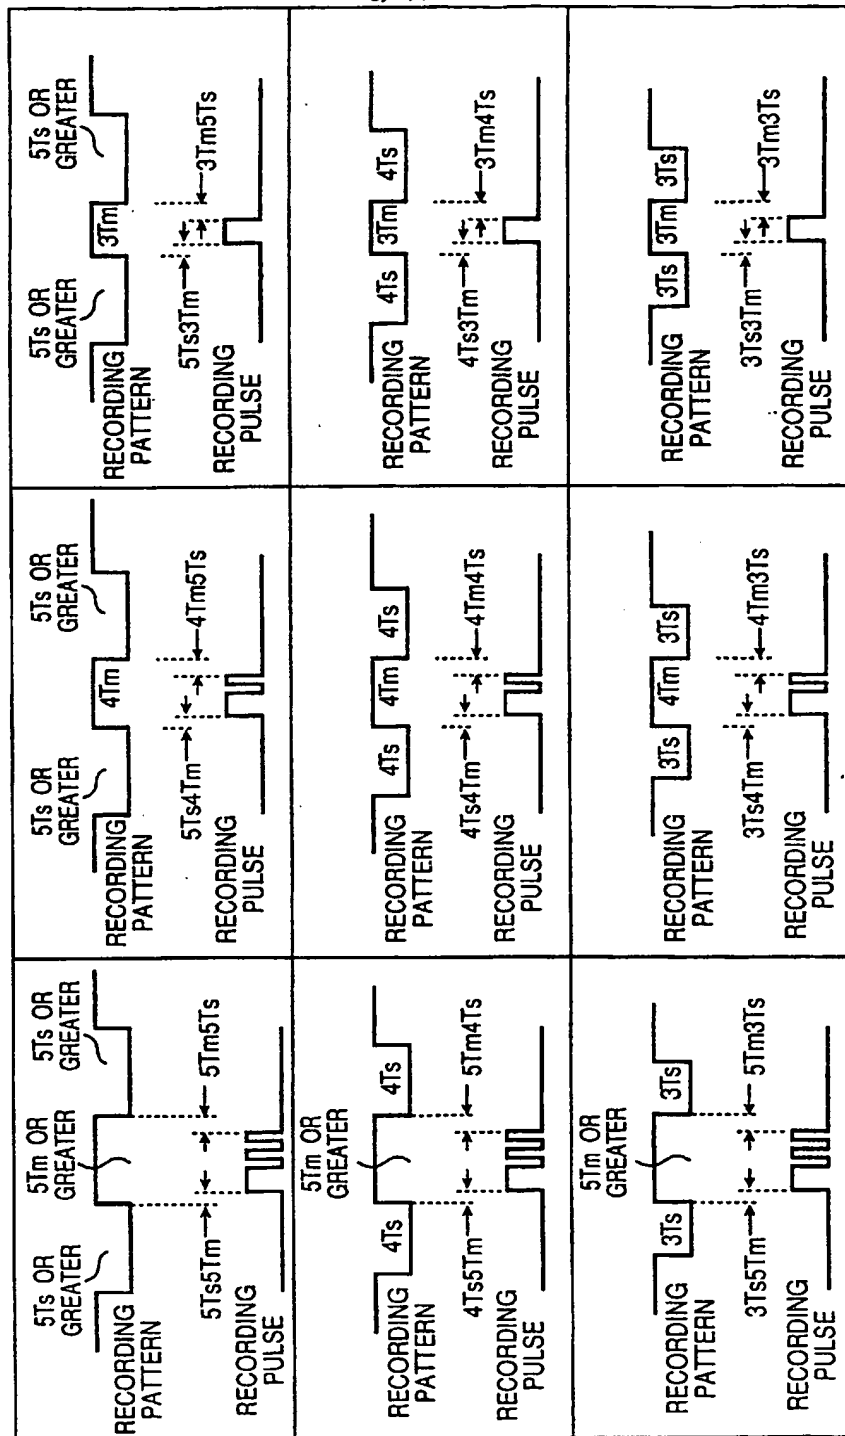 5Ts OR
GREATER
5Tm OR
GREATER
5Ts OR
GREATER
RECORDING
PATTERN
5Ts5Tm
5Tm5Ts
RECORDING
PULSE
5Ts OR
GREATER
4Tm
5Ts OR
GREATER
RECORDING
PATTERN
5Ts4Tm
4Tm5Ts
RECORDING
PULSE
5Ts OR
GREATER
3Tm
5Ts OR
GREATER
RECORDING
PATTERN
5Ts3Tm
3Tm5Ts
RECORDING
PULSE
5Tm OR
GREATER
4Ts
4Ts
RECORDING
PATTERN
4Ts5Tm
5Tm4Ts
RECORDING
PULSE
4Ts
4Tm
4Ts
RECORDING
PATTERN
4Ts4Tm
4Tm4Ts
RECORDING
PULSE
4Ts
3Tm
4Ts
RECORDING
PATTERN
4Ts3Tm
3Tm4Ts
RECORDING
PULSE
5Tm OR
GREATER
3Ts
3Ts
RECORDING
PATTERN
3Ts5Tm
5Tm3Ts
RECORDING
PULSE
3Ts
4Tm
3Ts
RECORDING
PATTERN
3Ts4Tm
4Tm3Ts
RECORDING
PULSE
3Ts
3Tm
3Ts
RECORDING
PATTERN
3Ts3Tm
3Tm3Ts
RECORDING
PULSE